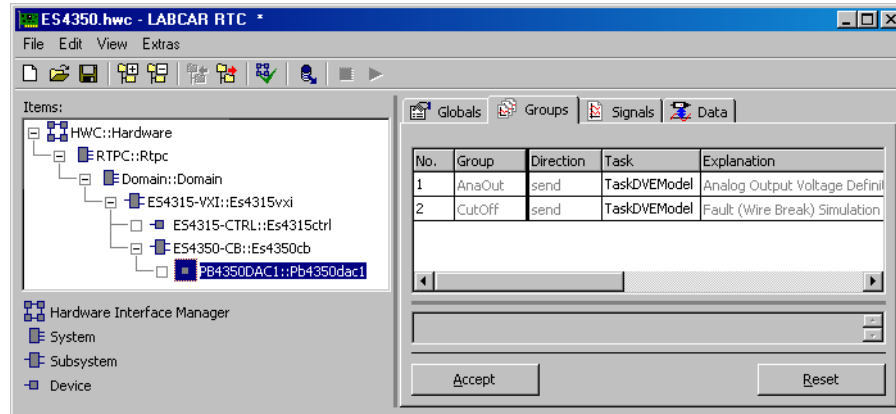 ES4350.hwc - LABCAR RTC *
File Edit View Extras
Items:
HWC::Hardware
RTPC::Rtpc
Domain::Domain
ES4315-VXI::Es4315vxi
ES4315-CTRL::Es4315ctrl
ES4350-CB::Es4350cb
PB4350DAC1::Pb4350dac1
Hardware Interface Manager
System
Subsystem
Device
Globals Groups Signals Data
No. Group Direction Task Explanation
1 AnaOut send TaskDVEModel Analog Output Voltage Defini
2 CutOff send TaskDVEModel Fault (Wire Break) Simulation
Accept Reset